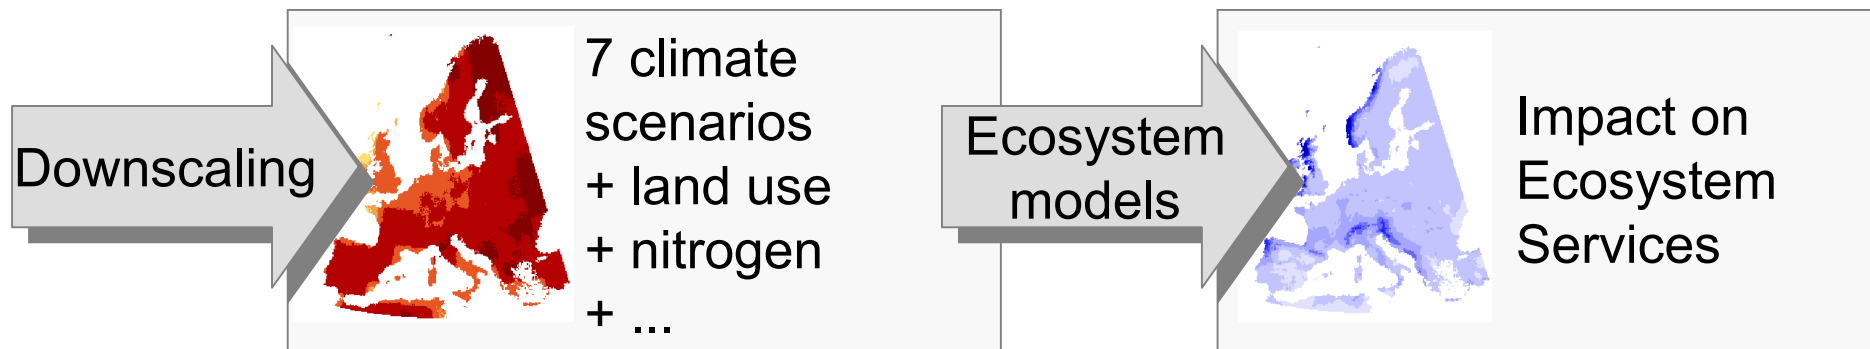 Downscaling
7 climate
scenarios
+ land use
+ nitrogen
+ ...
Ecosystem
models
Impact on
Ecosystem
Services